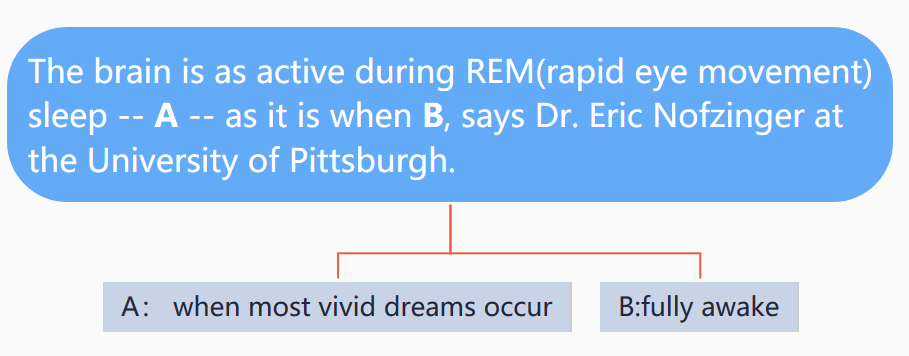 The brain is as active during REM(rapid eye movement)
sleep -- A -- as it is when B, says Dr. Eric Nofzinger at
the University of Pittsburgh.
A： when most vivid dreams occur
B:fully awake